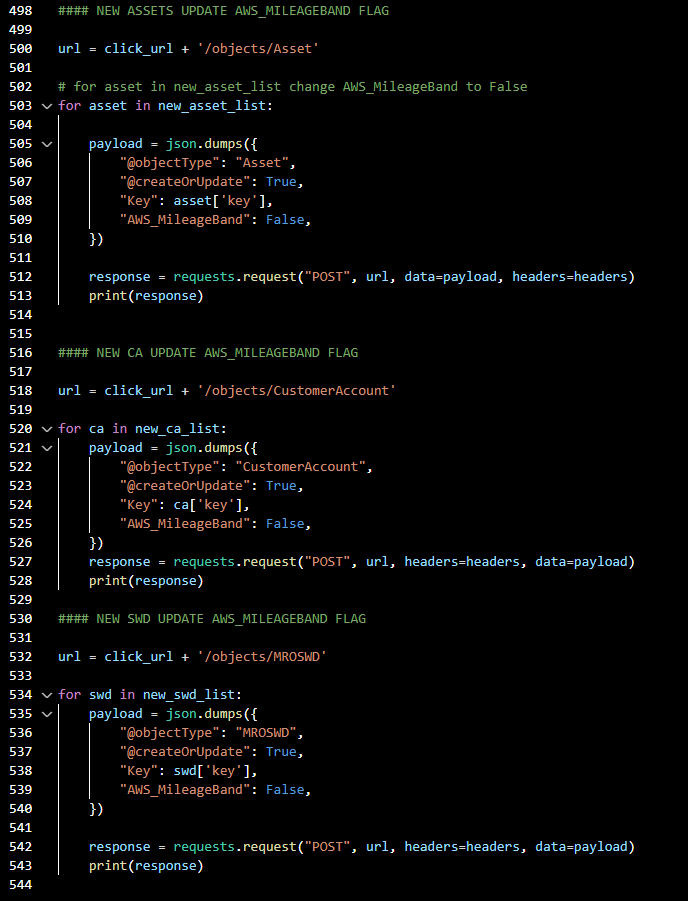 498 #### NEW ASSETS UPDATE AWS_MILEAGEBAND FLAG
499
500 url = click_url + '/objects/Asset'
501
502 # for asset in new_asset_list change AWS_MileageBand to False
503 for asset in new_asset_list:
504
505     payload = json.dumps({
506         "@objectType": "Asset",
507         "@createOrUpdate": True,
508         "Key": asset['key'],
509         "AWS_MileageBand": False,
510     })
511
512     response = requests.request("POST", url, data=payload, headers=headers)
513     print(response)
514
515
516 #### NEW CA UPDATE AWS_MILEAGEBAND FLAG
517
518 url = click_url + '/objects/CustomerAccount'
519
520 for ca in new_ca_list:
521     payload = json.dumps({
522         "@objectType": "CustomerAccount",
523         "@createOrUpdate": True,
524         "Key": ca['key'],
525         "AWS_MileageBand": False,
526     })
527     response = requests.request("POST", url, headers=headers, data=payload)
528     print(response)
529
530 #### NEW SWD UPDATE AWS_MILEAGEBAND FLAG
531
532 url = click_url + '/objects/MROSWD'
533
534 for swd in new_swd_list:
535     payload = json.dumps({
536         "@objectType": "MROSWD",
537         "@createOrUpdate": True,
538         "Key": swd['key'],
539         "AWS_MileageBand": False,
540     })
541
542     response = requests.request("POST", url, headers=headers, data=payload)
543     print(response)
544